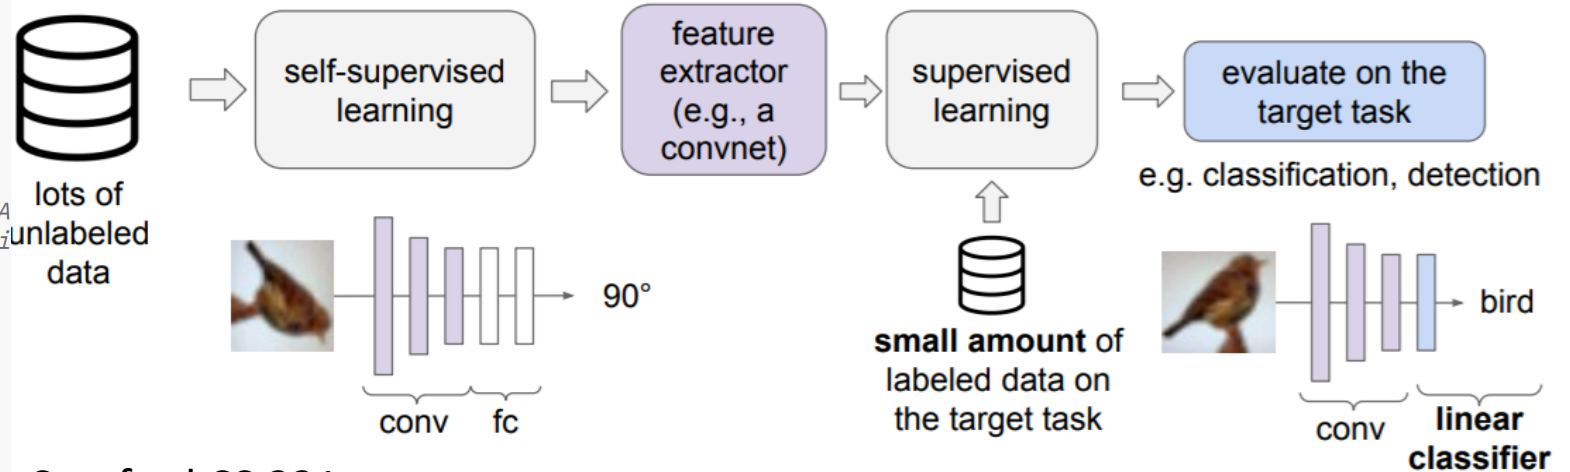 lots of
unlabeled
data
self-supervised
learning
feature
extractor
(e.g., a
convnet)
supervised
learning
evaluate on the
target task
e.g. classification, detection
90°
conv
fc
small amount of
labeled data on
the target task
bird
conv
linear
classifier